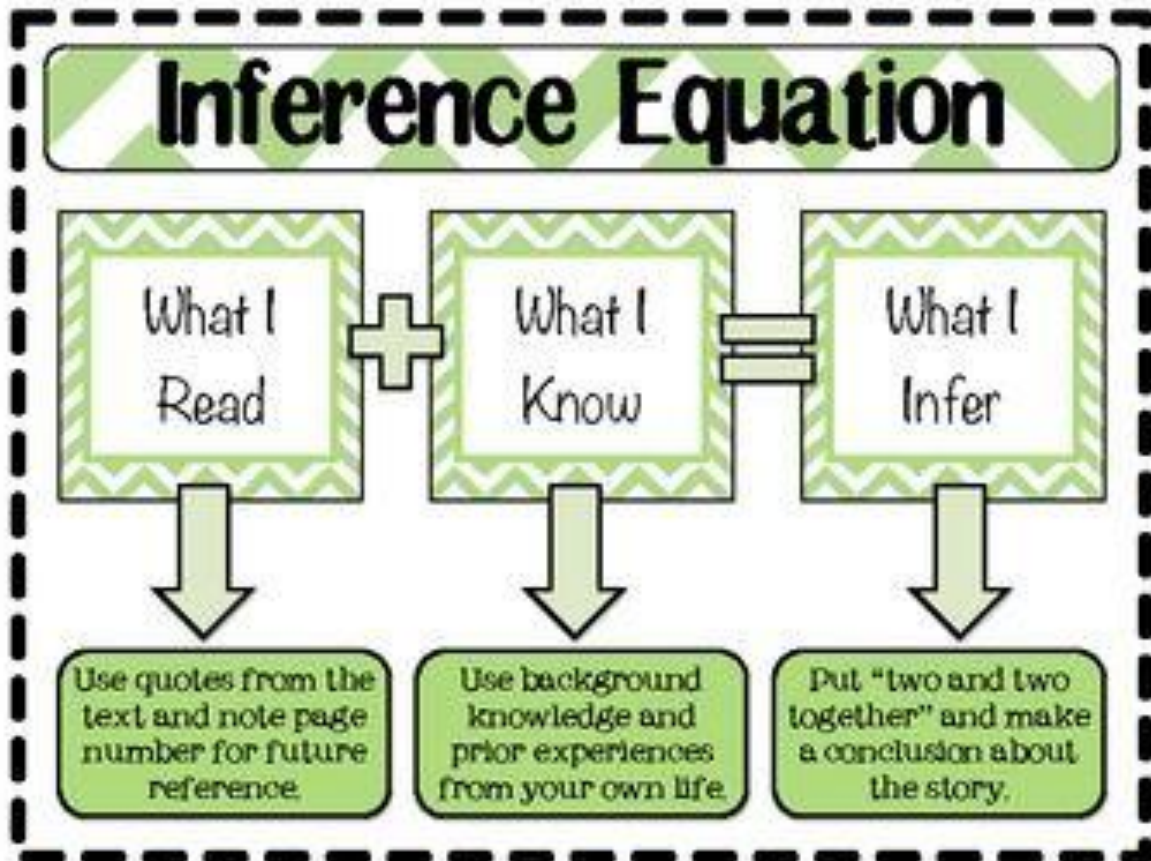 Inference Equation
What I
Read
+
What I
Know
=
What I
Infer
Use quotes from the
text and note page
number for future
reference.
Use background
knowledge and
prior experiences
from your own life.
Put “two and two
together” and make
a conclusion about
the story.